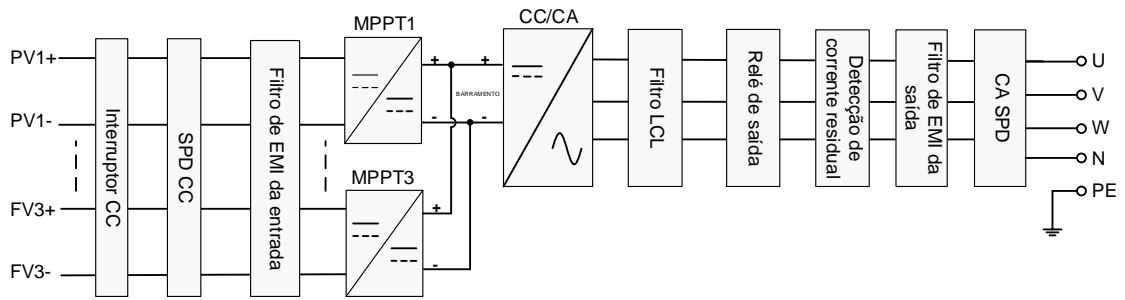 MPPT1
CC/CA
PV1+
PV1-
FV3+
FV3-
Interruptor CC
SPD CC
Filtro de EMI da entrada
+
+
BARRAMENTO
-
-
MPPT3
+
-
Filtro LCL
Relé de saída
Detecção de
corrente residual
Filtro de EMI da
saída
CA SPD
U
V
W
N
PE